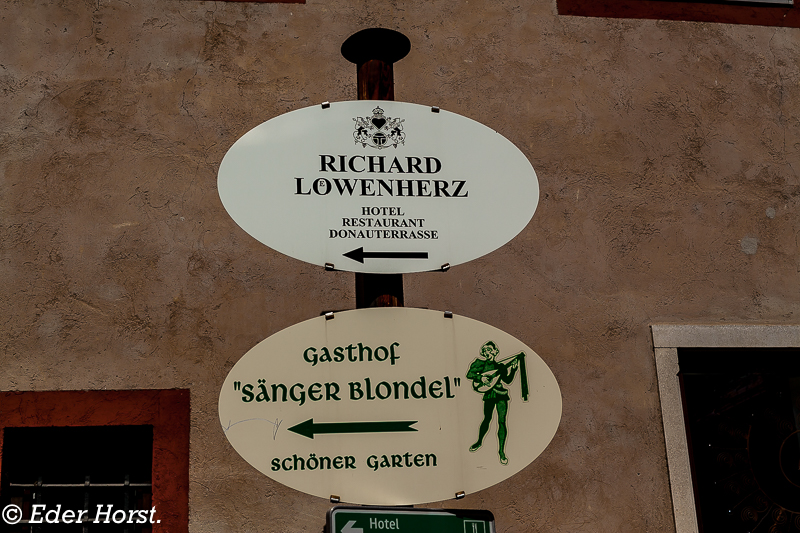 RICHARD
LÖWENHERZ
HOTEL
RESTAURANT
DONAUTERRASSE
Gasthof
"Sänger Blondel"
schöner garten
Hotel
© Eder Horst.